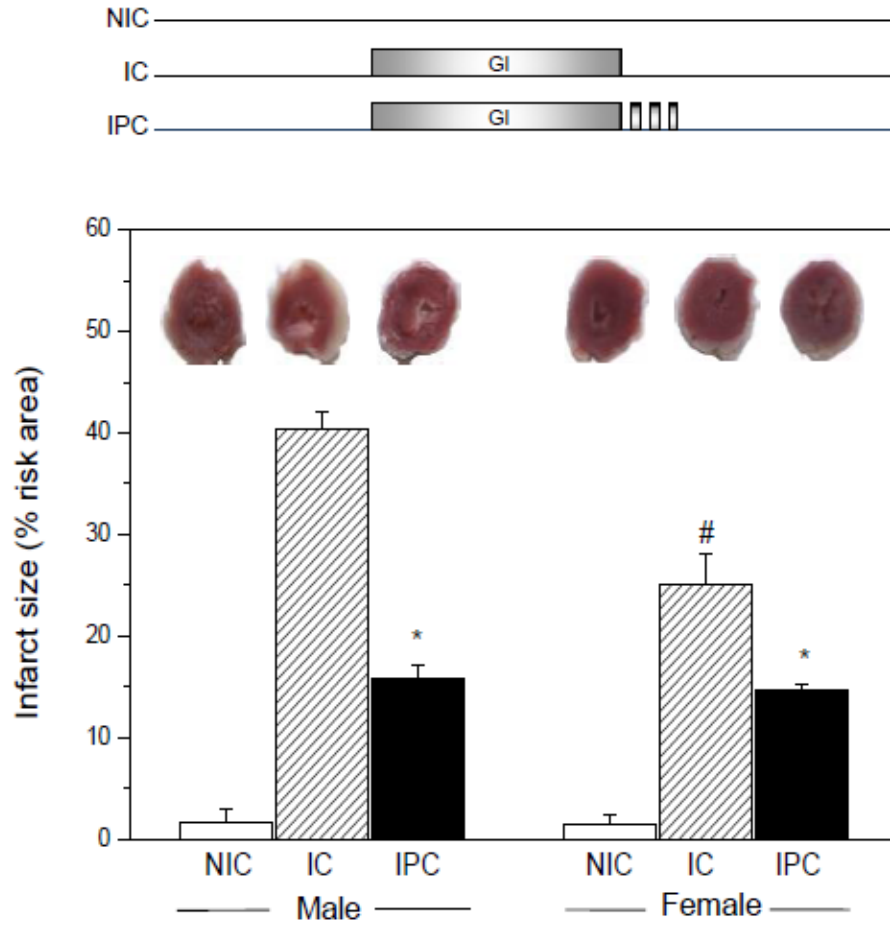 NIC
IC GI
IPC GI
60
50
40
30
20
10
0
Infarct size (% risk area)
*
#
*
NIC IC IPC NIC IC IPC
Male Female